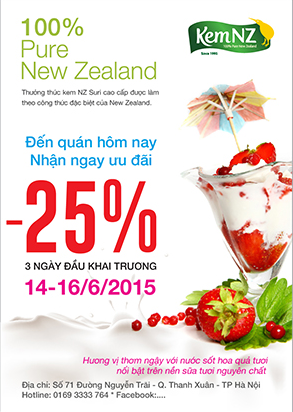 100%
Pure
New Zealand
KemNZ
100% From New Zealand
Since 1995
Thưởng thức kem NZ Suri cao cấp được làm
theo công thức đặc biệt của New Zealand.
Đến quán hôm nay
Nhận ngay ưu đãi
-25%
3 NGÀY ĐẦU KHAI TRƯƠNG
14-16/6/2015
Hương vị thơm ngậy với nước sốt hoa quả tươi
nổi bật trên nền sữa tươi nguyên chất
Địa chỉ: Số 71 Đường Nguyễn Trãi - Q. Thanh Xuân - TP Hà Nội
Hotline: 0169 3333 764 * Facebook:....